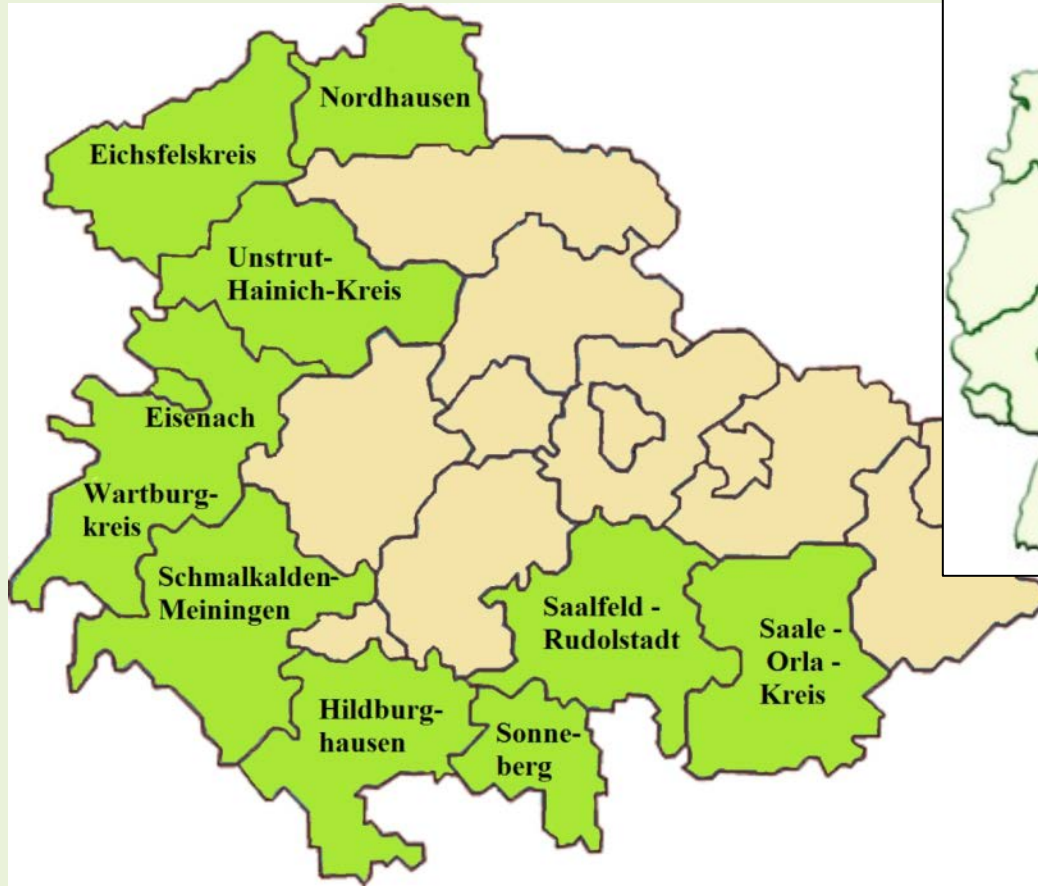 Nordhausen
Eichsfelskreis
Unstrut-
Hainich-Kreis
Eisenach
Wartburg-
kreis
Schmalkalden-
Meiningen
Saalfeld -
Rudolstadt
Saale -
Orla -
Kreis
Hildburg-
hausen
Sonne-
berg